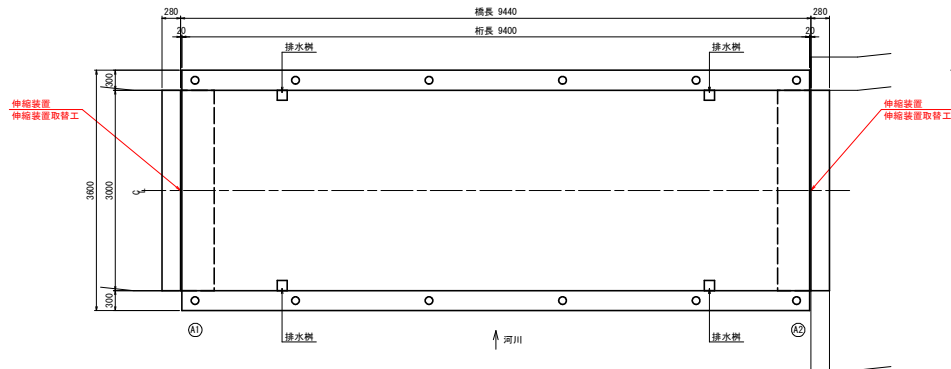 280
橋長 9440
280
20
桁長 9400
20
排水桝
排水桝
300
伸縮装置
伸縮装置取替工
伸縮装置
伸縮装置取替工
3600
3000
CL
300
A1
A2
排水桝
河川
排水桝